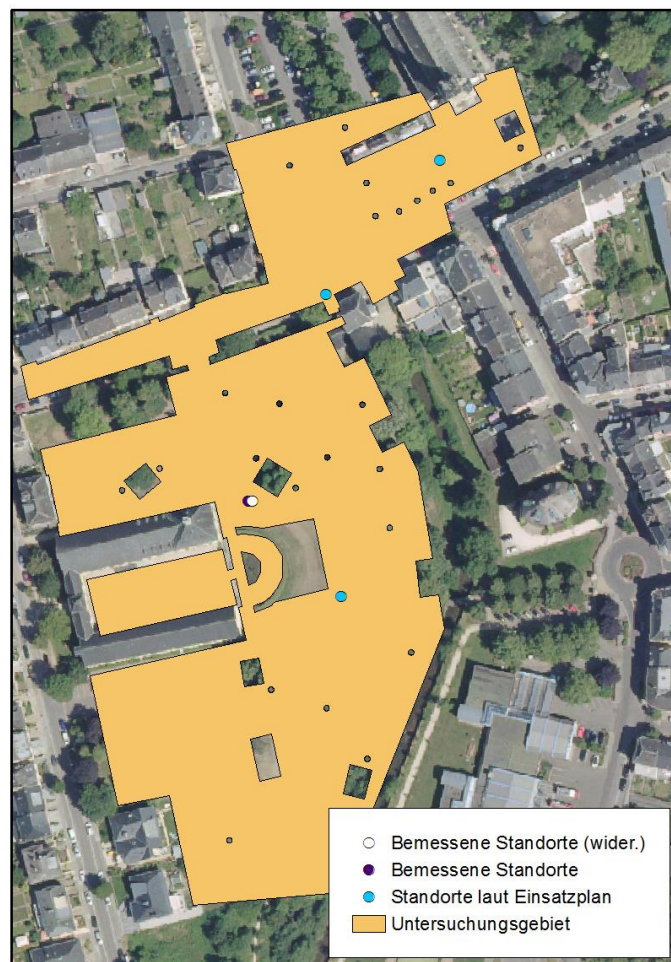 Bemessene Standorte (wider.)
Bemessene Standorte
Standorte laut Einsatzplan
Untersuchungsgebiet